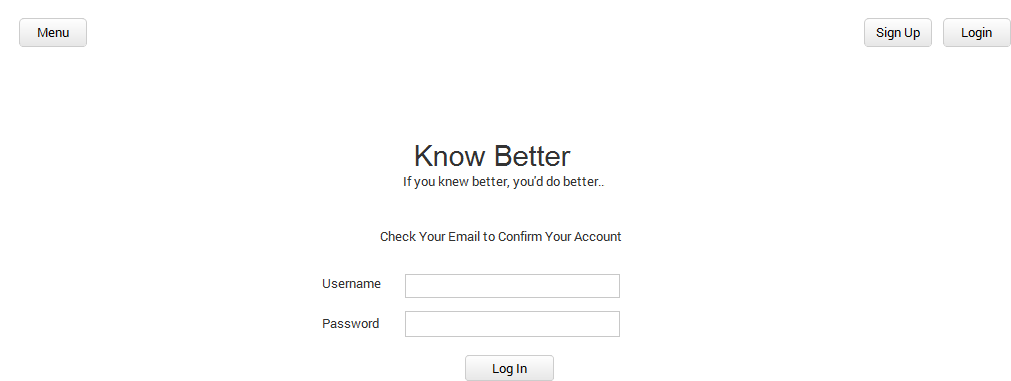 Menu
Sign Up
Login
Know Better
If you knew better, you'd do better..
Check Your Email to Confirm Your Account
Username
Password
Log In